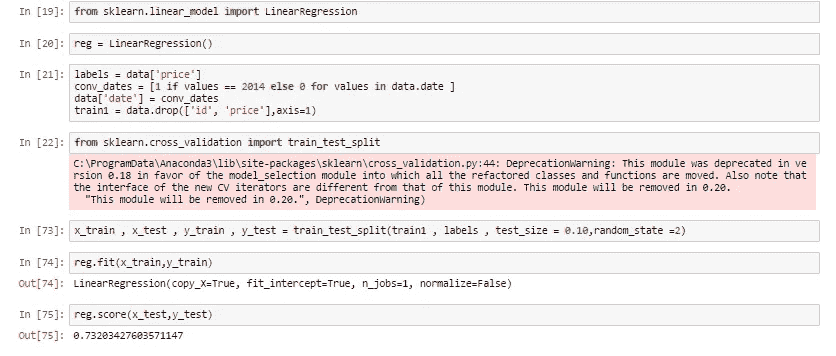 In [19]: from sklearn.linear_model import LinearRegression
In [20]: reg = LinearRegression()
In [21]: labels = data['price']
conv_dates = [1 if values == 2014 else 0 for values in data.date ]
data['date'] = conv_dates
train1 = data.drop(['id', 'price'],axis=1)
In [22]: from sklearn.cross_validation import train_test_split
C:\ProgramData\Anaconda3\lib\site-packages\sklearn\cross_validation.py:44: DeprecationWarning: This module was deprecated in ve
rsion 0.18 in favor of the model_selection module into which all the refactored classes and functions are moved. Also note that
the interface of the new CV iterators are different from that of this module. This module will be removed in 0.20.
"This module will be removed in 0.20.", DeprecationWarning)
In [73]: x_train , x_test , y_train , y_test = train_test_split(train1 , labels , test_size = 0.10,random_state =2)
In [74]: reg.fit(x_train,y_train)
Out[74]: LinearRegression(copy_X=True, fit_intercept=True, n_jobs=1, normalize=False)
In [75]: reg.score(x_test,y_test)
Out[75]: 0.73203427603571147